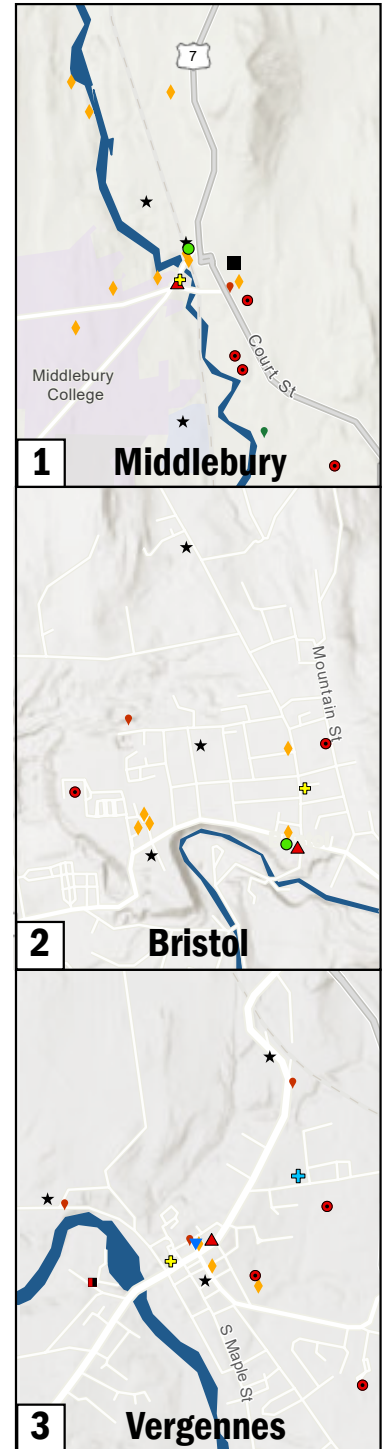 7
Court St
Middlebury
College
1 Middlebury
Mountain St
2 Bristol
S Maple St
3 Vergennes